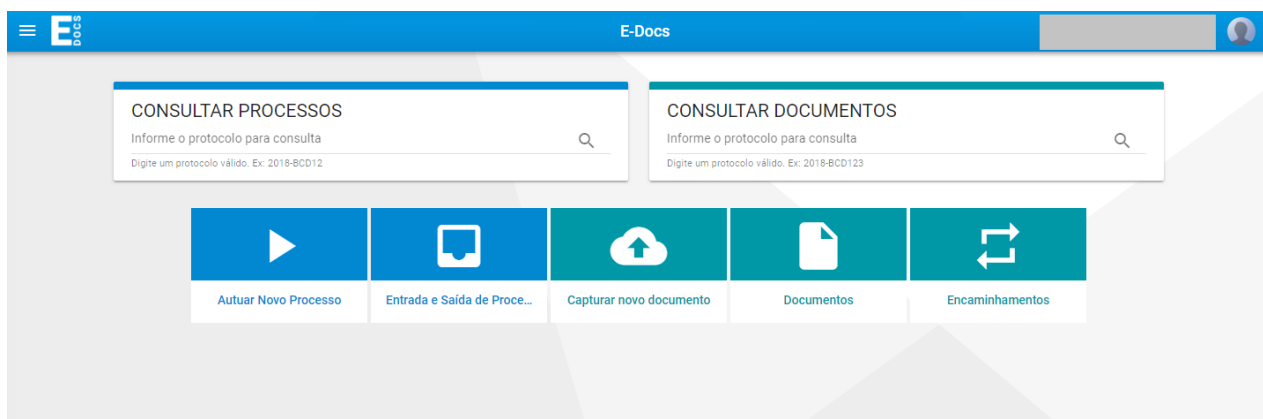 E DOCS
E-Docs
CONSULTAR PROCESSOS
Informe o protocolo para consulta
Digite um protocolo válido. Ex: 2018-BCD12
CONSULTAR DOCUMENTOS
Informe o protocolo para consulta
Digite um protocolo válido. Ex: 2018-BCD123
Autuar Novo Processo
Entrada e Saída de Proce...
Capturar novo documento
Documentos
Encaminhamentos